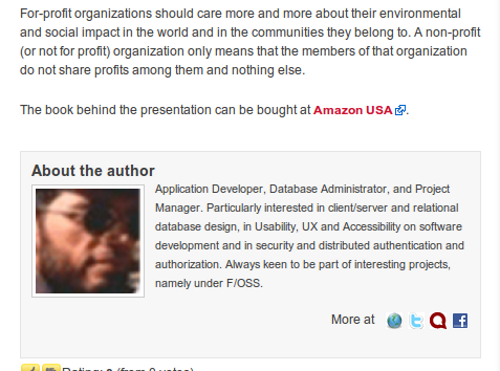 For-profit organizations should care more and more about their environmental
and social impact in the world and in the communities they belong to. A non-profit
(or not for profit) organization only means that the members of that organization
do not share profits among them and nothing else.
The book behind the presentation can be bought at Amazon USA.
About the author
Application Developer, Database Administrator, and Project
Manager. Particularly interested in client/server and relational
database design, in Usability, UX and Accessibility on software
development and in security and distributed authentication and
authorization. Always keen to be part of interesting projects,
namely under F/OSS.
More at
Rating: 0 (from 0 votes)